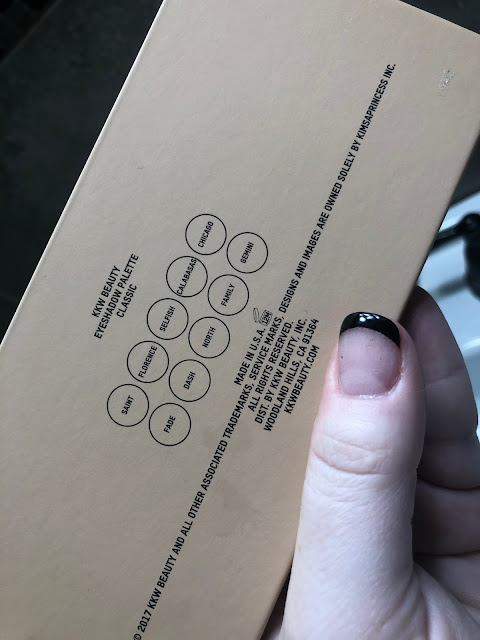 KKW BEAUTY
EYESHADOW PALETTE
CLASSIC
SAINT
FLORENCE
SELFISH
CALABASAS
CHICAGO
FADE
DASH
NORTH
FAMILY
GEMINI
MADE IN U.S.A. 12M
© 2017 KKW BEAUTY AND ALL OTHER ASSOCIATED TRADEMARKS, SERVICE MARKS, DESIGNS AND IMAGES ARE OWNED SOLELY BY KIMSAPRINCESS INC.
ALL RIGHTS RESERVED.
DIST. BY KKW BEAUTY, INC.
WOODLAND HILLS, CA 91364
KKWBEAUTY.COM